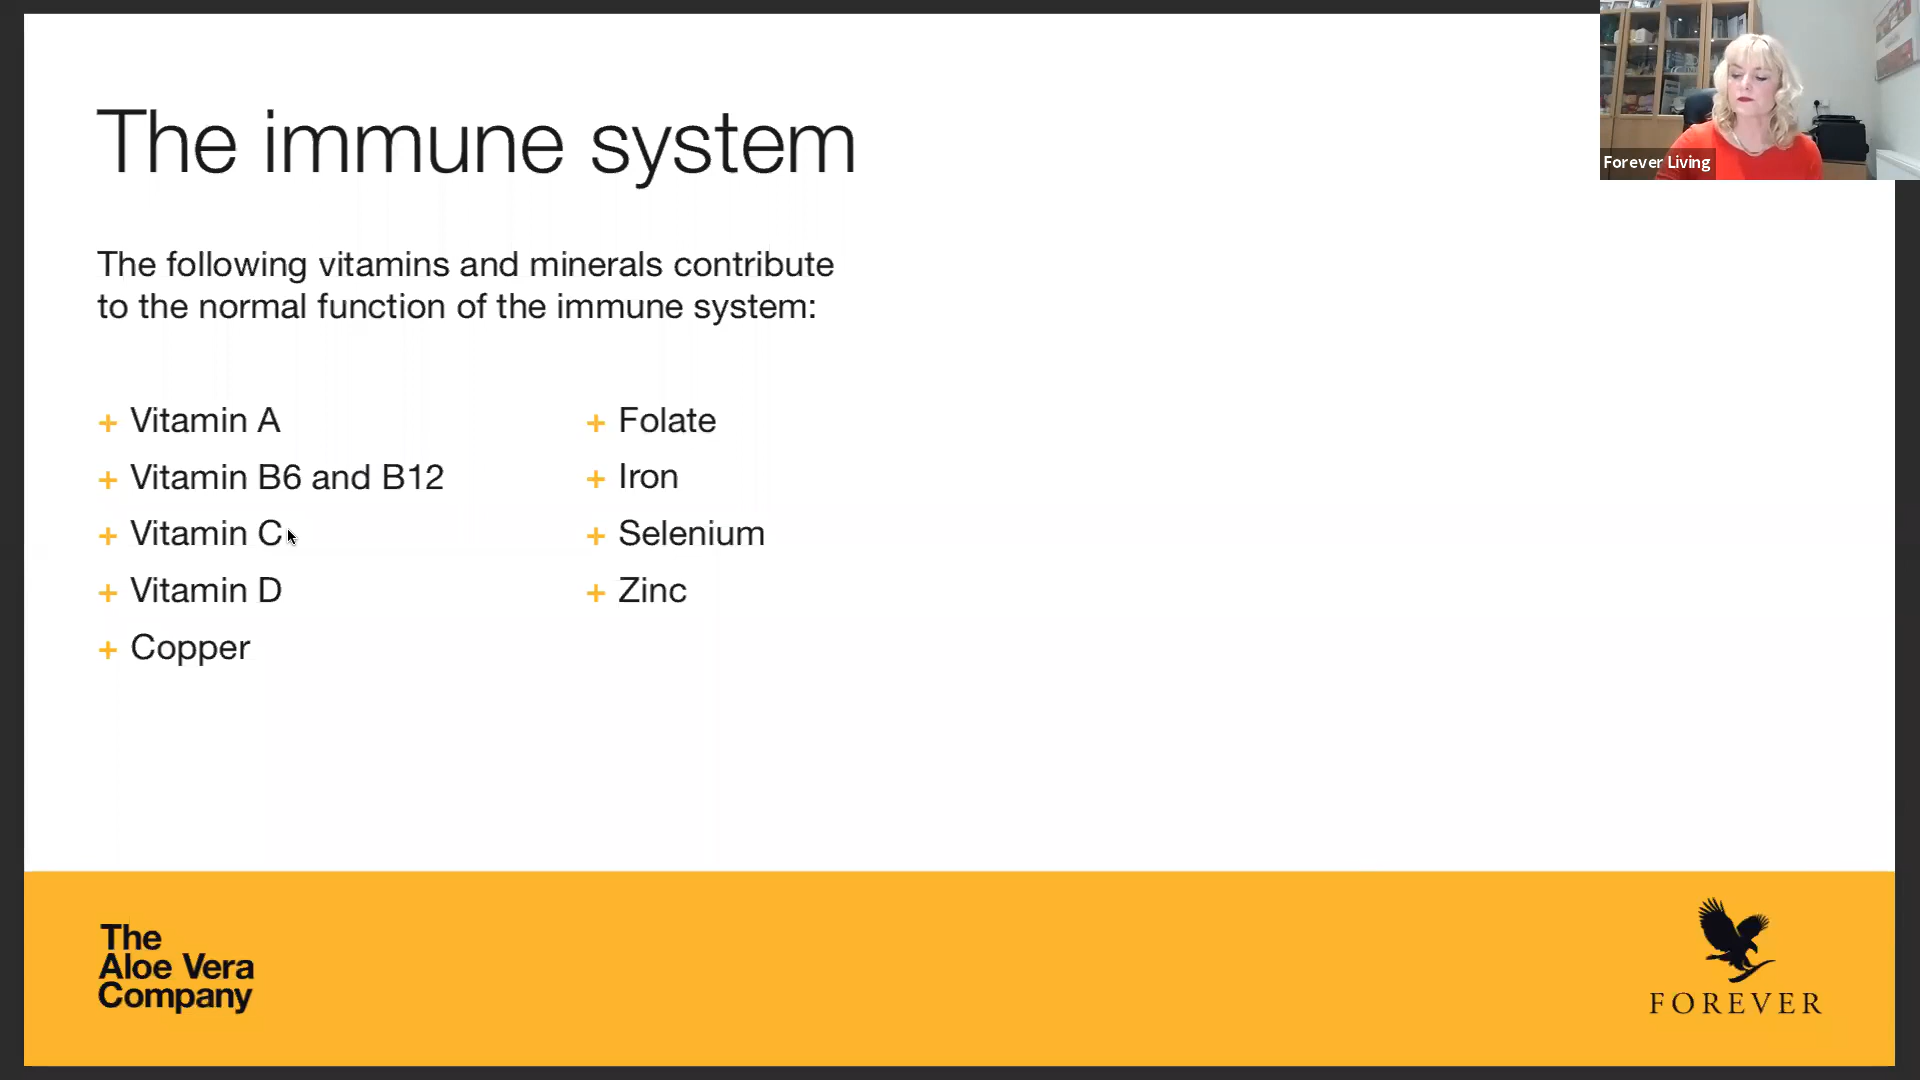 The immune system
The following vitamins and minerals contribute
to the normal function of the immune system:
+ Vitamin A
+ Vitamin B6 and B12
+ Vitamin C
+ Vitamin D
+ Copper
+ Folate
+ Iron
+ Selenium
+ Zinc
The
Aloe Vera
Company
FOREVER
Forever Living